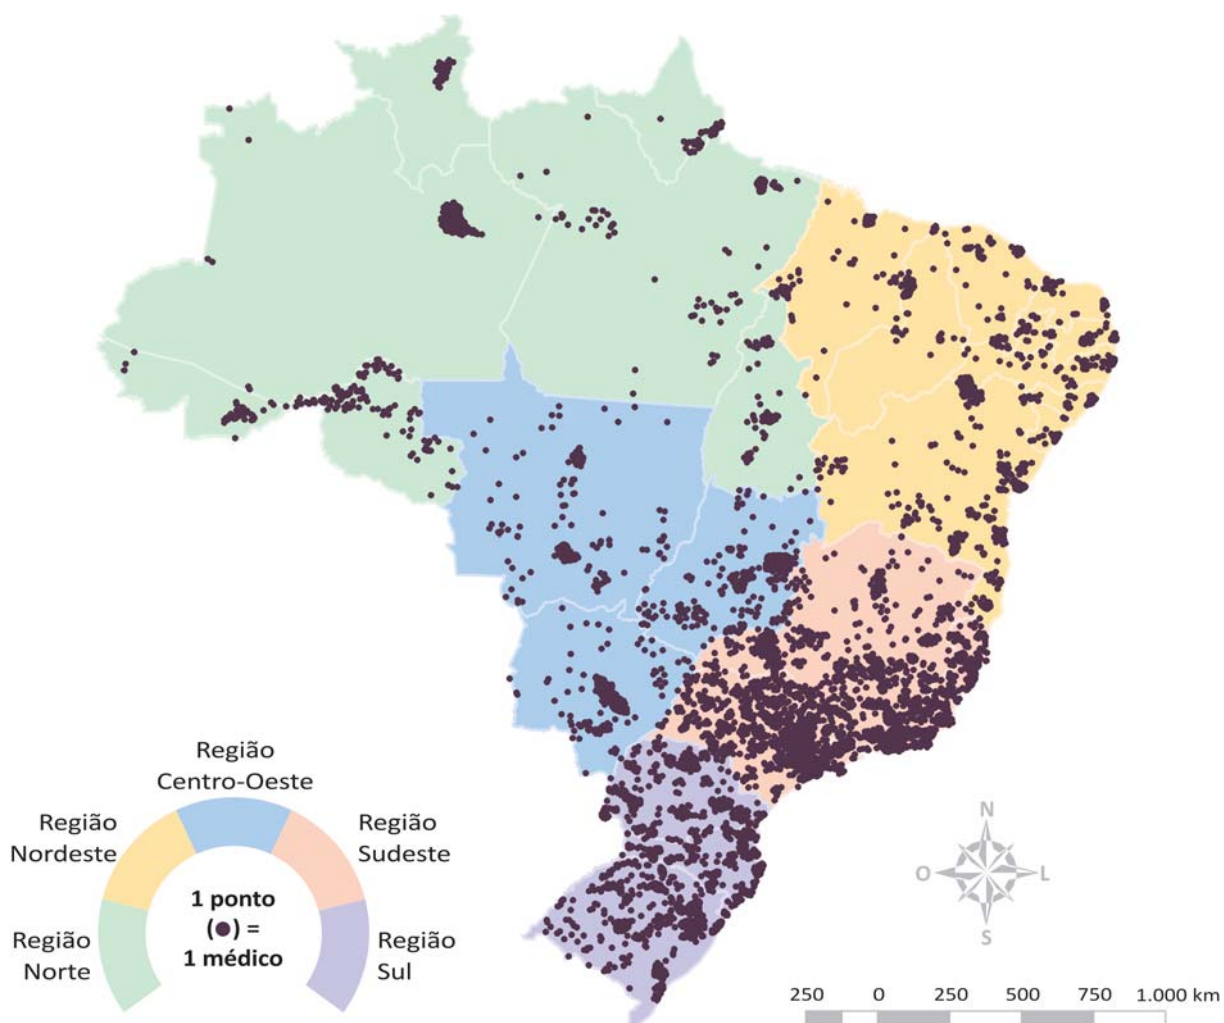 Região
Centro-Oeste
Região
Nordeste
Região
Sudeste
1 ponto
(●) =
1 médico
Região
Norte
Região
Sul
N
O
L
S
250 0 250 500 750 1.000 km